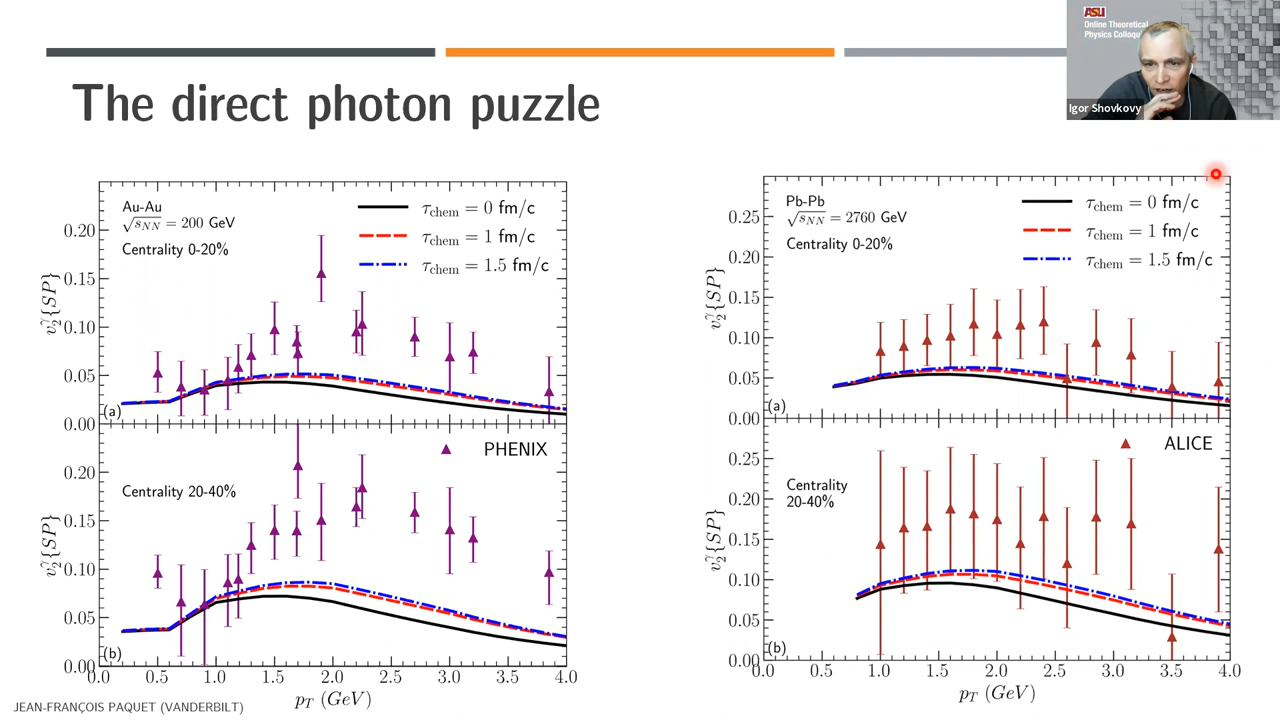 The direct photon puzzle
ASU
Online Theoretical
Physics Colloqu
Igor Shovkovy
Au-Au
√s_NN = 200 GeV
Centrality 0-20%
τ_chem = 0 fm/c
τ_chem = 1 fm/c
τ_chem = 1.5 fm/c
v_2^γ{SP}
0.20
0.15
0.10
0.05
0.00
(a)
PHENIX
Centrality 20-40%
v_2^γ{SP}
0.20
0.15
0.10
0.05
0.00
(b)
0.0 0.5 1.0 1.5 2.0 2.5 3.0 3.5 4.0
p_T (GeV)
Pb-Pb
√s_NN = 2760 GeV
Centrality 0-20%
τ_chem = 0 fm/c
τ_chem = 1 fm/c
τ_chem = 1.5 fm/c
v_2^γ{SP}
0.25
0.20
0.15
0.10
0.05
0.00
(a)
ALICE
Centrality
20-40%
v_2^γ{SP}
0.25
0.20
0.15
0.10
0.05
0.00
(b)
0.0 0.5 1.0 1.5 2.0 2.5 3.0 3.5 4.0
p_T (GeV)
JEAN-FRANÇOIS PAQUET (VANDERBILT)